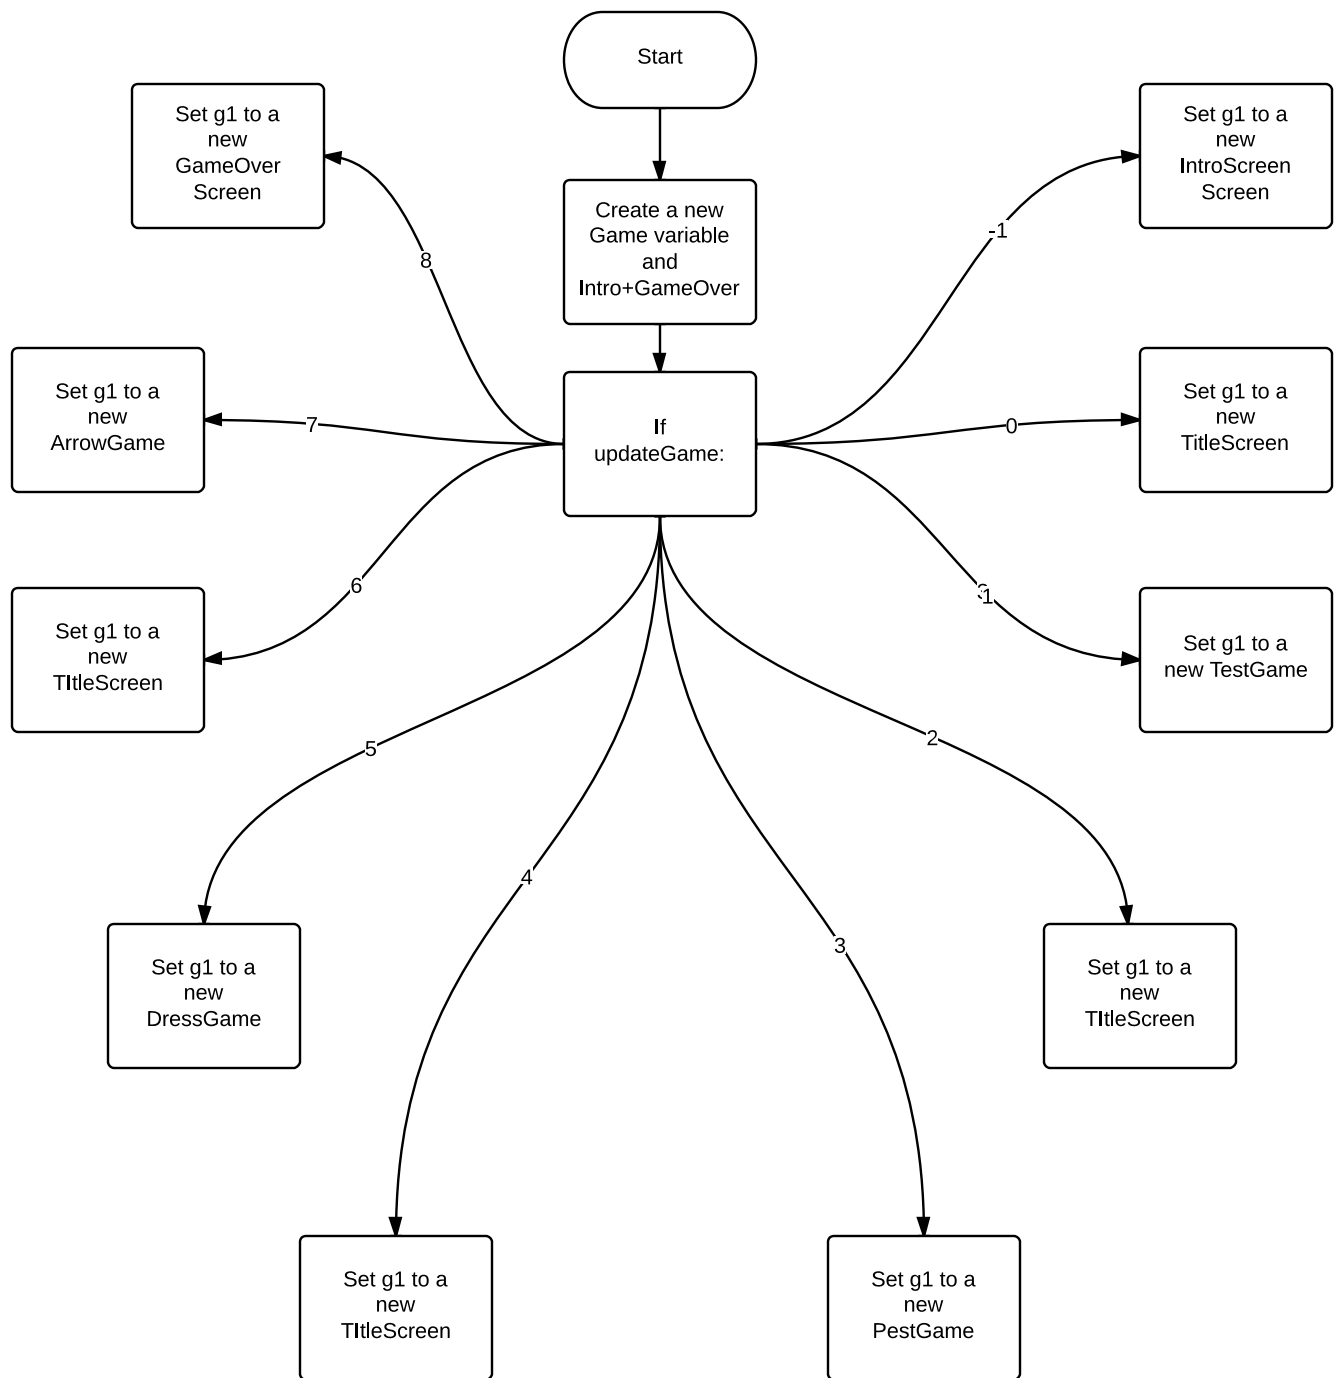 Start
Set g1 to a
new
GameOver
Screen
Create a new
Game variable
and
Intro+GameOver
Set g1 to a
new
IntroScreen
Screen
8
-1
Set g1 to a
new
ArrowGame
7
If
updateGame:
0
Set g1 to a
new
TitleScreen
6
1
Set g1 to a
new
TItleScreen
Set g1 to a
new TestGame
5
2
4
3
Set g1 to a
new
DressGame
Set g1 to a
new
TItleScreen
Set g1 to a
new
TItleScreen
Set g1 to a
new
PestGame